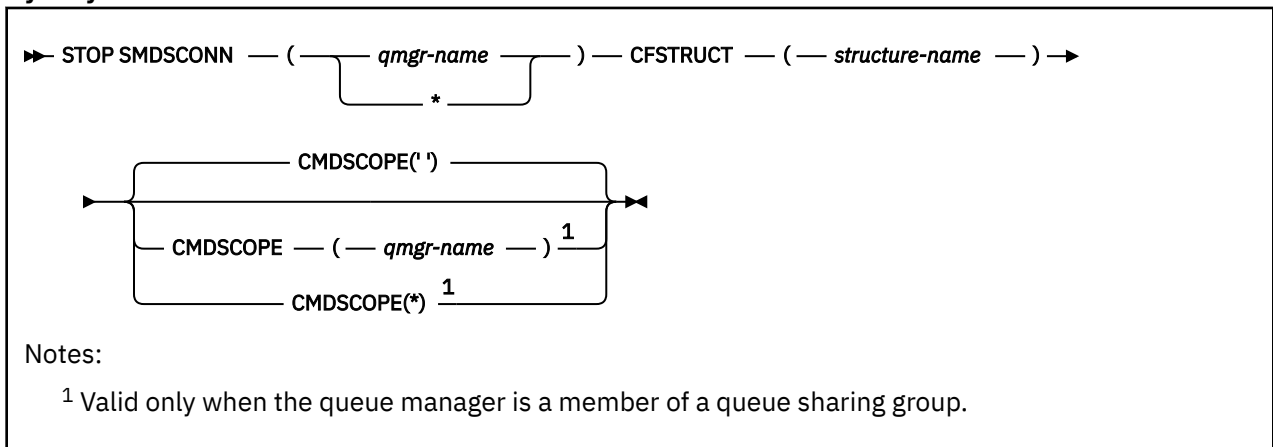 STOP SMDSCONN ( qmgr-name ) CFSTRUCT ( structure-name )
*
CMDSCOPE(' ')
CMDSCOPE ( qmgr-name ) 1
CMDSCOPE(*) 1
Notes:
1 Valid only when the queue manager is a member of a queue sharing group.